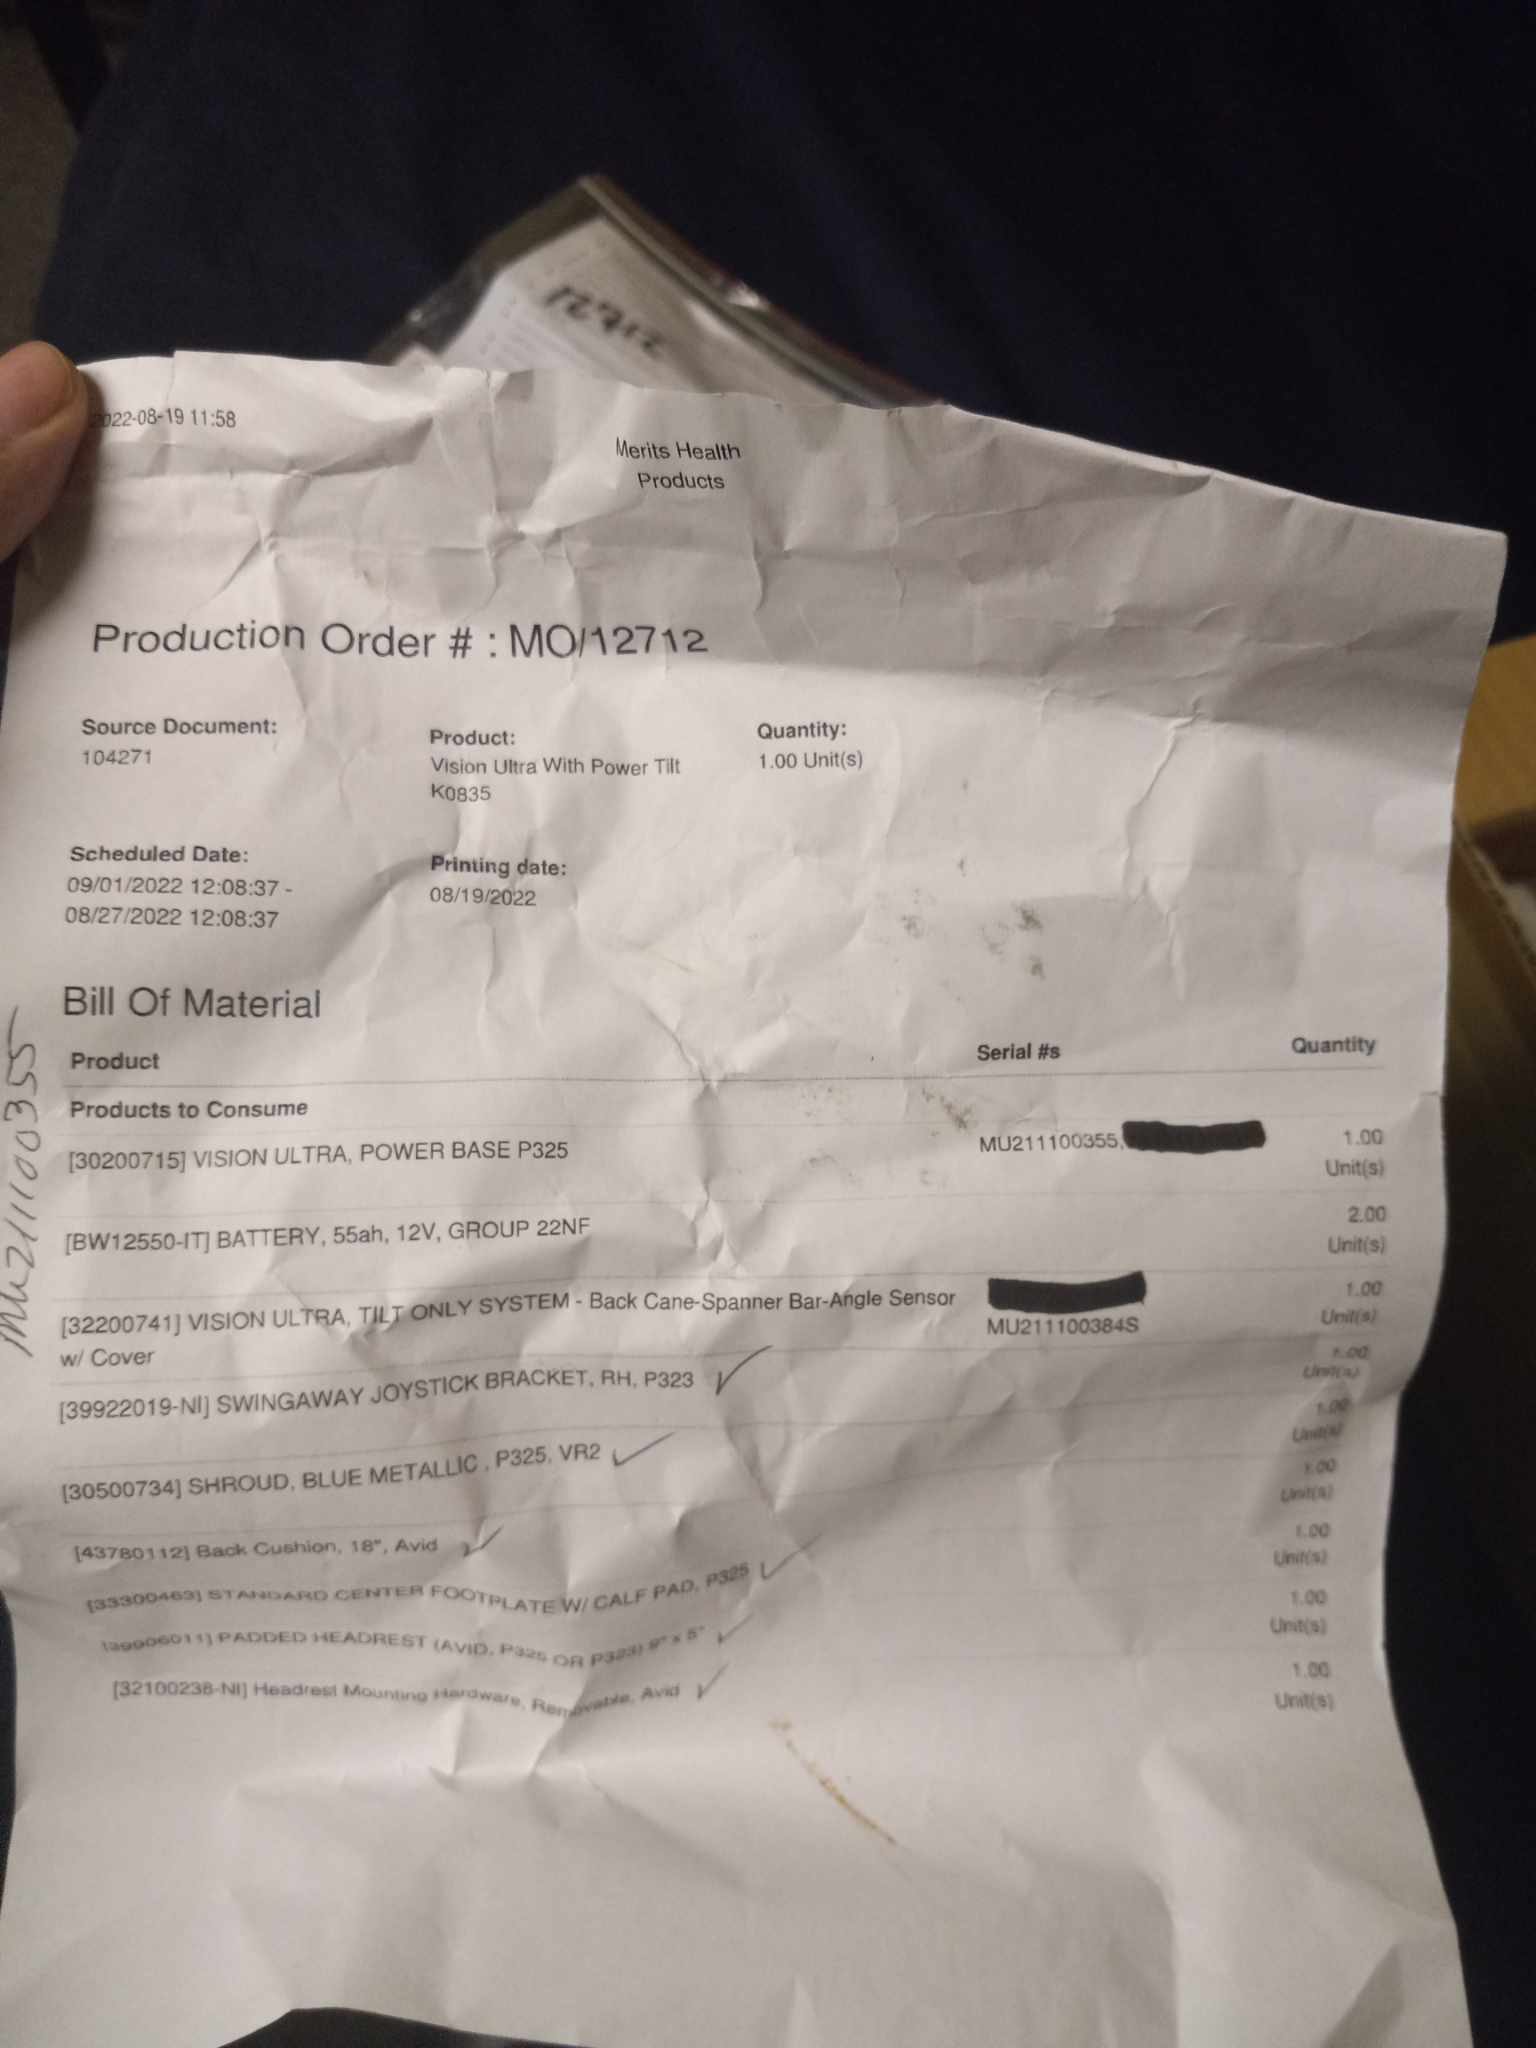 12712
2022-08-19 11:58
Merits Health
Products
Production Order # : MO/12712
Source Document:
104271
Product:
Vision Ultra With Power Tilt
K0835
Quantity:
1.00 Unit(s)
Scheduled Date:
09/01/2022 12:08:37 -
08/27/2022 12:08:37
Printing date:
08/19/2022
Bill Of Material
Product Serial #s Quantity
Products to Consume
[30200715] VISION ULTRA, POWER BASE P325 MU211100355, 1.00
Unit(s)
[BW12550-IT] BATTERY, 55ah, 12V, GROUP 22NF 2.00
Unit(s)
[32200741] VISION ULTRA, TILT ONLY SYSTEM - Back Cane-Spanner Bar-Angle Sensor 1.00
w/ Cover MU211100384S Unit(s)
[39922019-NI] SWINGAWAY JOYSTICK BRACKET, RH, P323 1.00
Unit(s)
[30500734] SHROUD, BLUE METALLIC , P325, VR2 1.00
Unit(s)
[43780112] Back Cushion, 18", Avid 1.00
Unit(s)
[33300463] STANDARD CENTER FOOTPLATE W/ CALF PAD, P325 1.00
Unit(s)
[39906011] PADDED HEADREST (AVID, P325 OR P323) 9" x 5" 1.00
Unit(s)
[32100238-NI] Headrest Mounting Hardware, Removable, Avid 1.00
Unit(s)
MU211100355